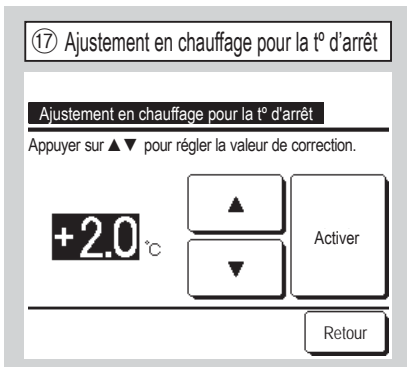 ⑰ Ajustement en chauffage pour la tº d'arrêt
Ajustement en chauffage pour la tº d'arrêt
Appuyer sur ▲▼ pour régler la valeur de correction.
▲
+2.0 °C
Activer
▼
Retour